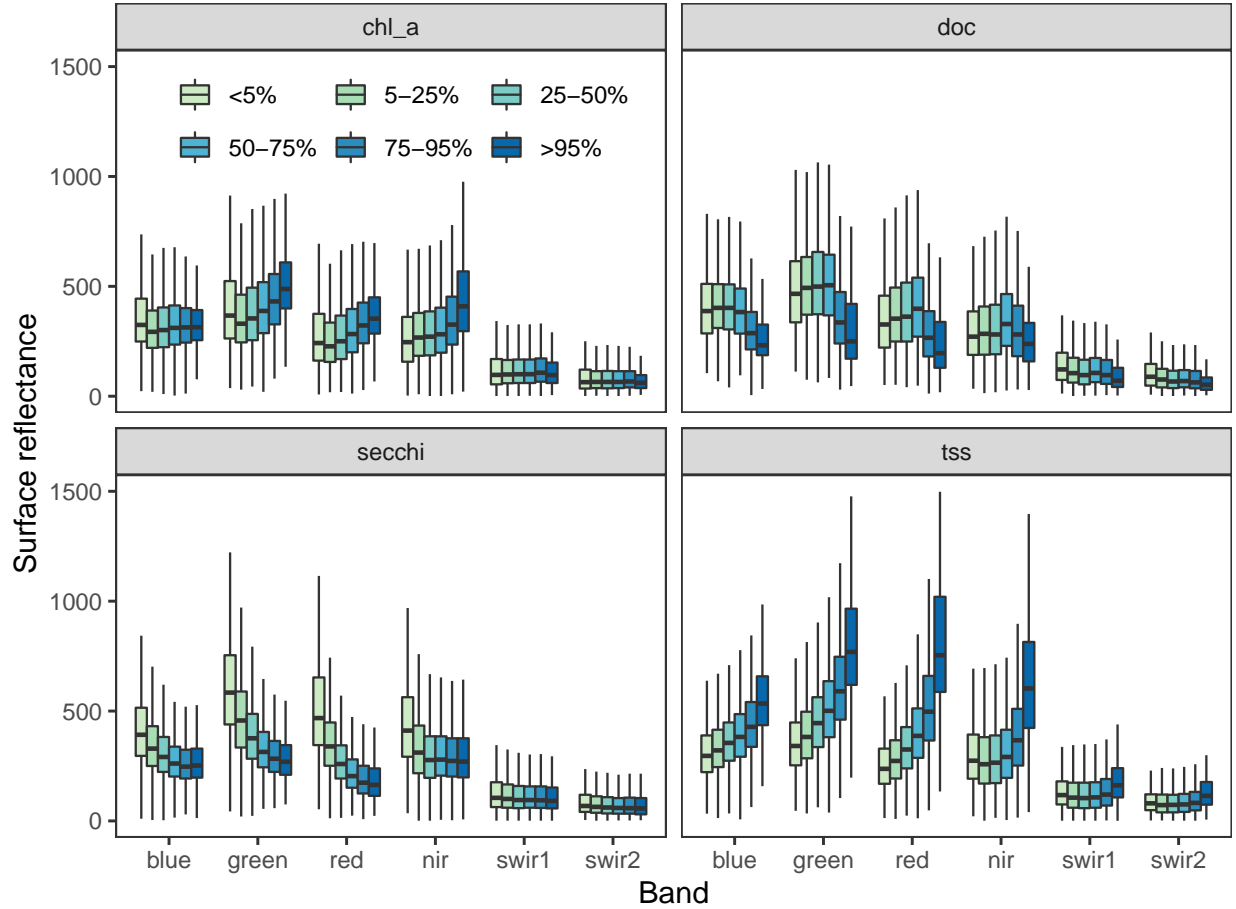 chl_a
doc
1500
1000
500
0
<5%
5−25%
25−50%
50−75%
75−95%
>95%
secchi
tss
1500
1000
500
0
Surface reflectance
blue
green
red
nir
swir1
swir2
blue
green
red
nir
swir1
swir2
Band